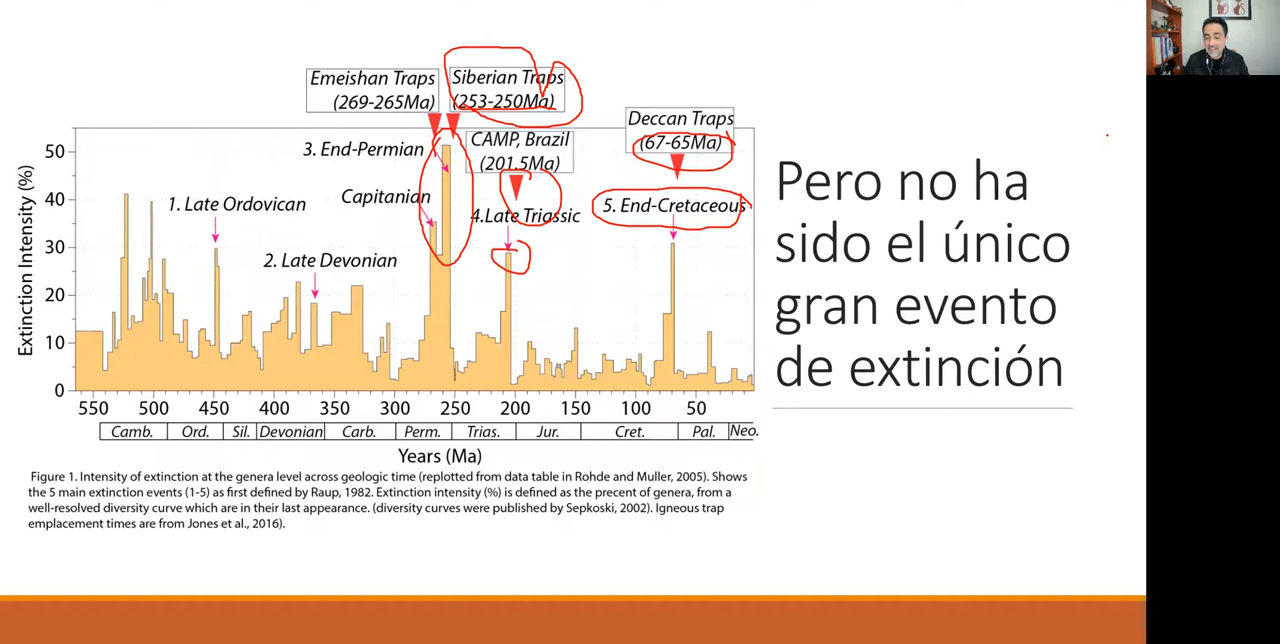 Emeishan Traps
(269-265Ma)
Siberian Traps
(253-250Ma)
CAMP, Brazil
(201.5Ma)
Deccan Traps
(67-65Ma)
3. End-Permian
Capitanian
1. Late Ordovican
2. Late Devonian
4.Late Triassic
5. End-Cretaceous
Extinction Intensity (%)
50
40
30
20
10
0
550 500 450 400 350 300 250 200 150 100 50
Camb. Ord. Sil. Devonian Carb. Perm. Trias. Jur. Cret. Pal. Neo.
Years (Ma)
Figure 1. Intensity of extinction at the genera level across geologic time (replotted from data table in Rohde and Muller, 2005). Shows
the 5 main extinction events (1-5) as first defined by Raup, 1982. Extinction intensity (%) is defined as the precent of genera, from a
well-resolved diversity curve which are in their last appearance. (diversity curves were published by Sepkoski, 2002). Igneous trap
emplacement times are from Jones et al., 2016).
Pero no ha
sido el único
gran evento
de extinción